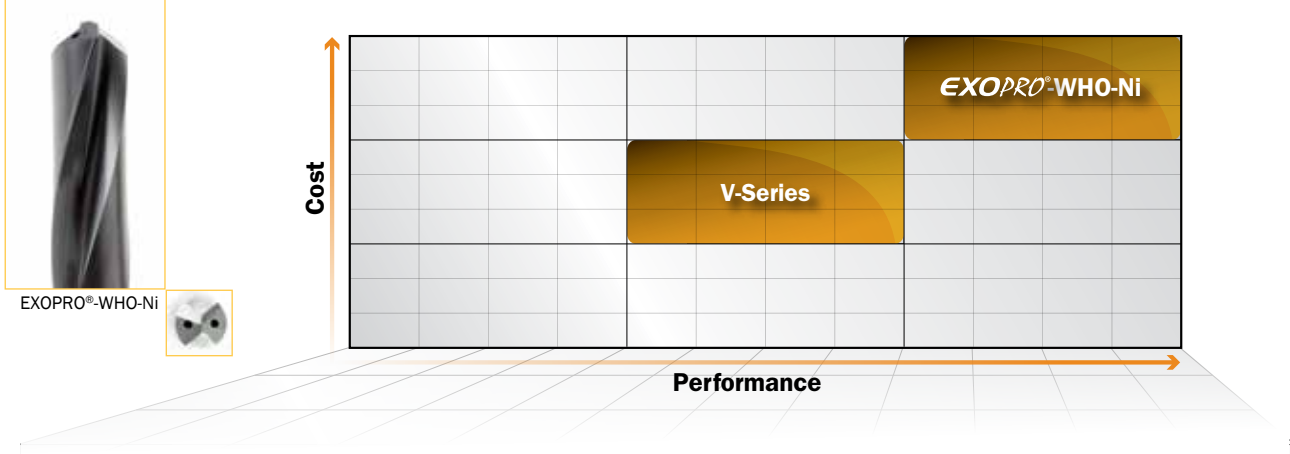 EXOPRO®-WHO-Ni
Cost
EXOPRO®-WHO-Ni
V-Series
Performance